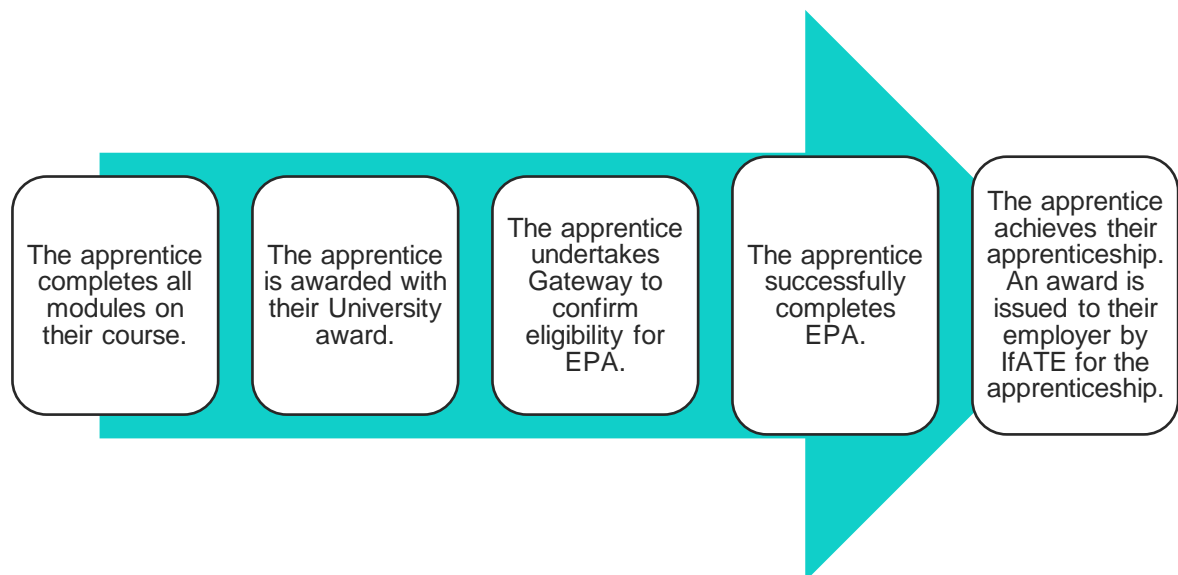 The apprentice
completes all
modules on
their course.
The apprentice
is awarded with
their University
award.
The apprentice
undertakes
Gateway to
confirm
eligibility for
EPA.
The apprentice
successfully
completes
EPA.
The apprentice
achieves their
apprenticeship.
An award is
issued to their
employer by
IfATE for the
apprenticeship.